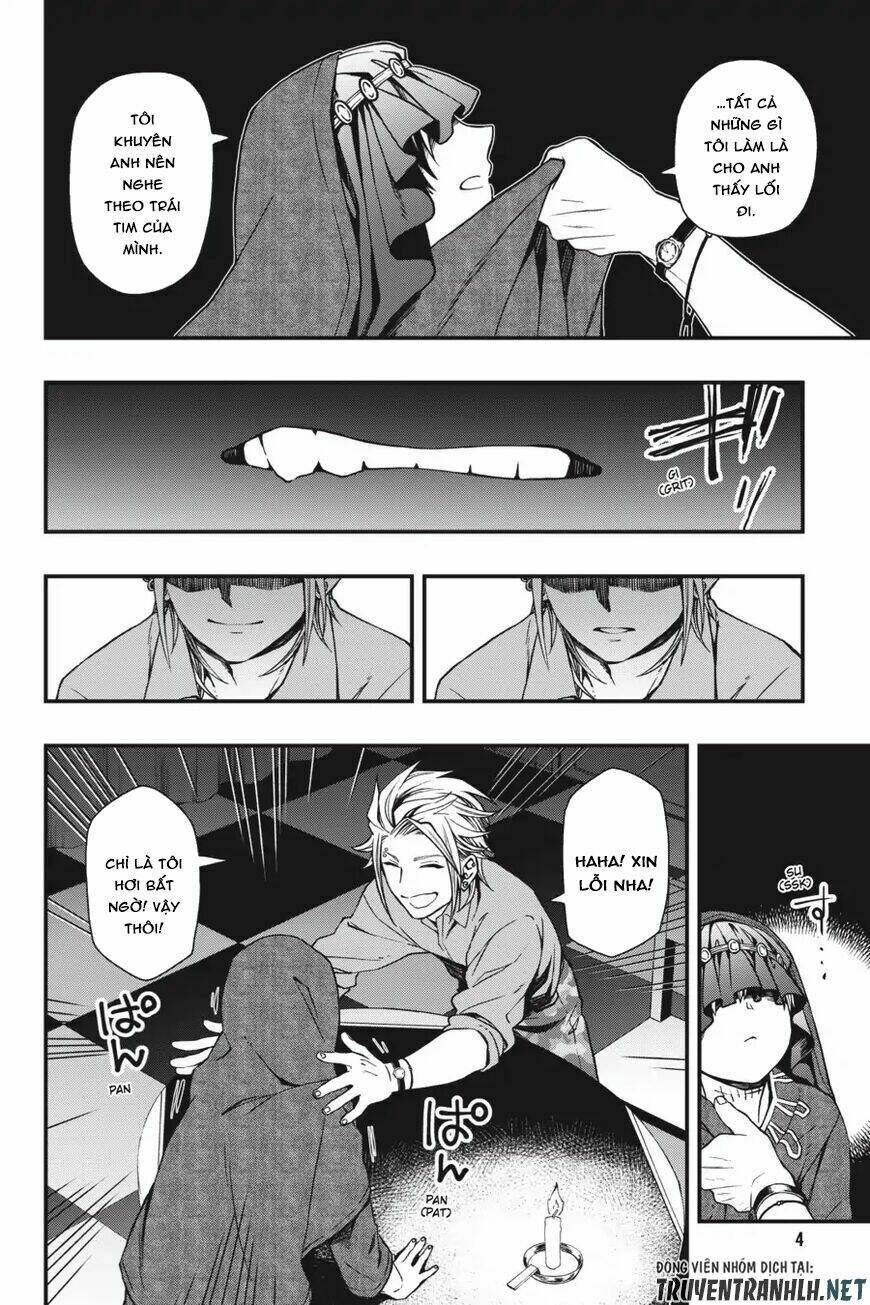 …TẤT CẢ
NHỮNG GÌ
TÔI LÀM LÀ
CHO ANH
THẤY LỐI
ĐI.
TÔI
KHUYÊN
ANH NÊN
NGHE
THEO TRÁI
TIM CỦA
MÌNH.
GI
(GRIT)
SU
(SSK)
す…
HAHA! XIN
LỖI NHA!
CHỈ LÀ TÔI
HƠI BẤT
NGỜ! VẬY
THÔI!
ぱん
PAN
ぱん
PAN
(PAT)
4
ĐỘNG VIÊN NHÓM DỊCH TẠI:
TRUYENTRANHLH.NET